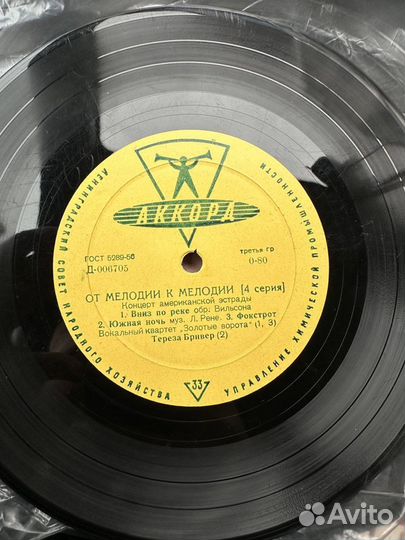 ЛЕНИНГРАДСКИЙ СОВЕТ НАРОДНОГО ХОЗЯЙСТВА
УПРАВЛЕНИЕ ХИМИЧЕСКОЙ ПРОМЫШЛЕННОСТИ
АККОРД
ГОСТ 5289-56
третья гр
Д-006705
0-80
ОТ МЕЛОДИИ К МЕЛОДИИ [4 серия]
Концерт американской эстрады
1. Вниз по реке обр. Вильсона
2. Южная ночь муз. Л. Рене. 3. Фокстрот
Вокальный квартет „Золотые ворота" (1, 3)
Тереза Бривер (2)
33
Avito